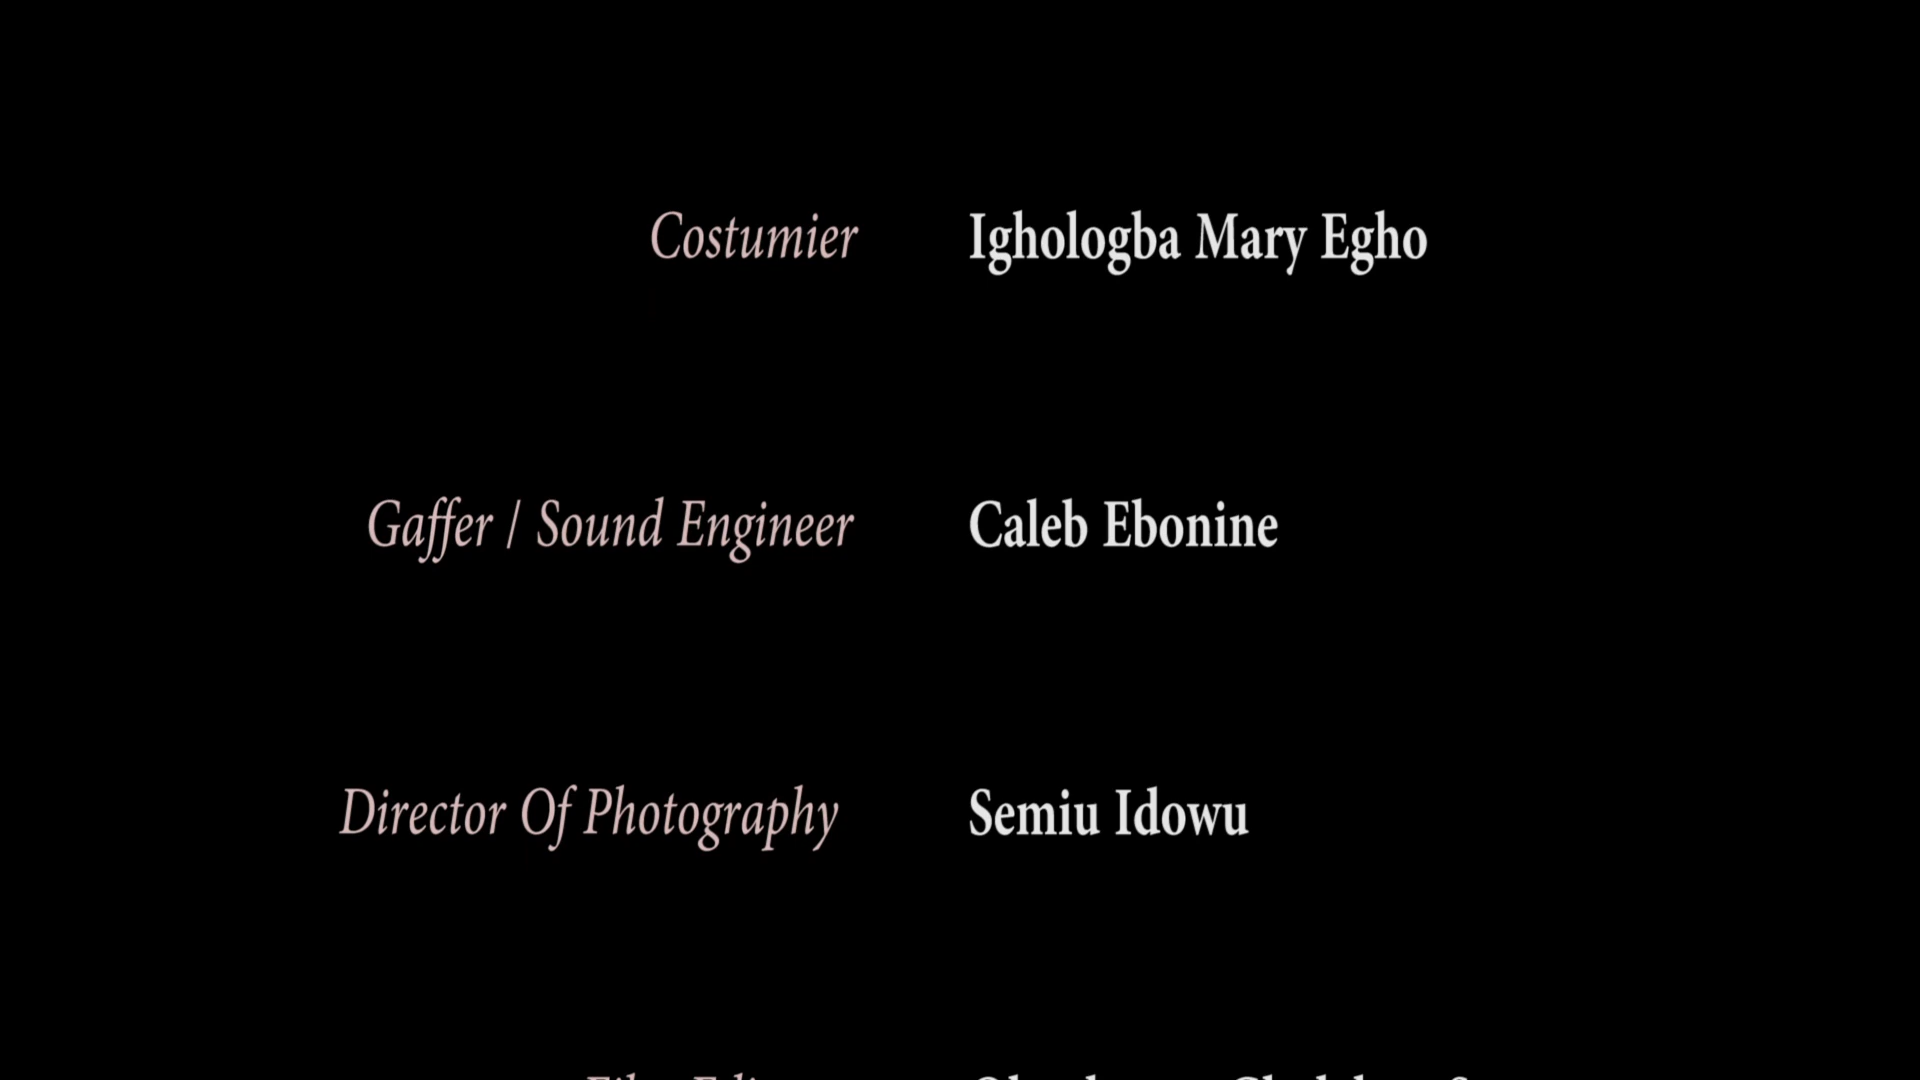 Costumier Ighologba Mary Egho
Gaffer / Sound Engineer Caleb Ebonine
Director Of Photography Semiu Idowu